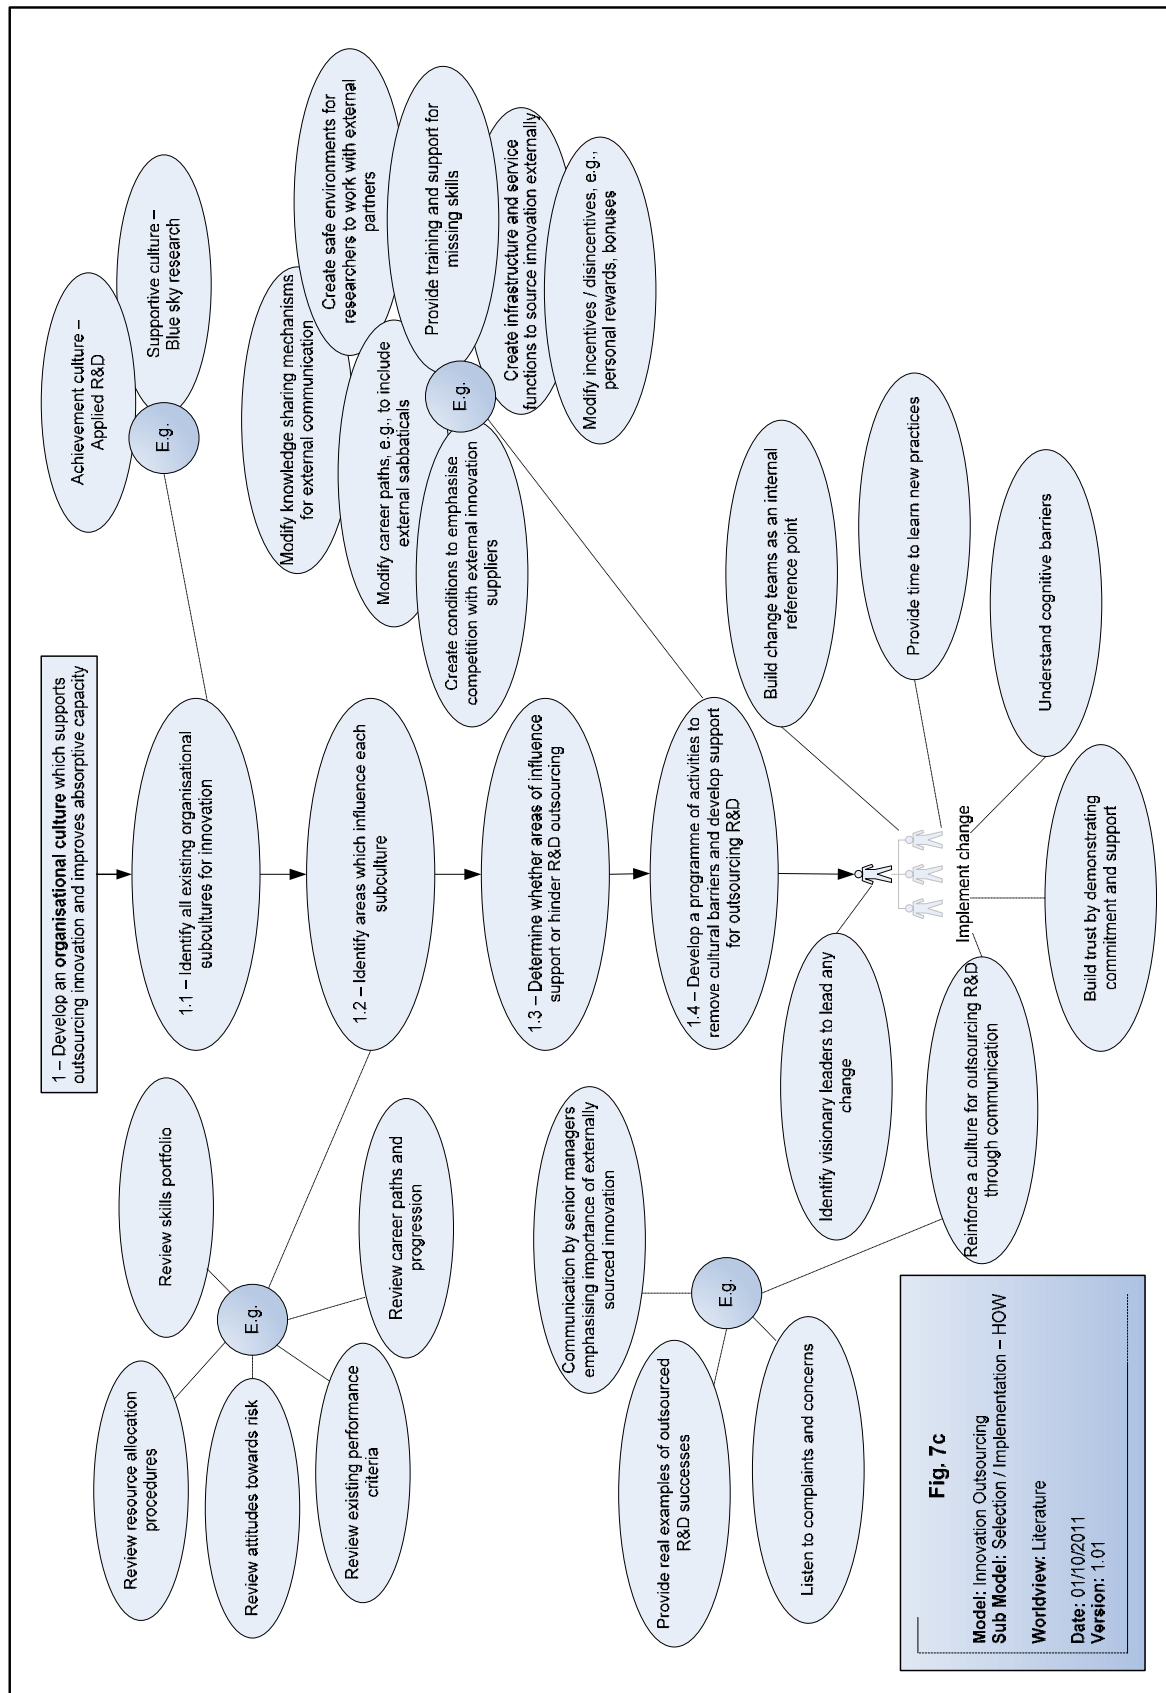 1 – Develop an organisational culture which supports
outsourcing innovation and improves absorptive capacity
1.1 – Identify all existing organisational
subcultures for innovation
E.g.
Achievement culture –
Applied R&D
Supportive culture –
Blue sky research
1.2 – Identify areas which influence each
subculture
E.g.
Review skills portfolio
Review resource allocation
procedures
Review attitudes towards risk
Review existing performance
criteria
Review career paths and
progression
1.3 – Determine whether areas of influence
support or hinder R&D outsourcing
1.4 – Develop a programme of activities to
remove cultural barriers and develop support
for outsourcing R&D
E.g.
Modify knowledge sharing mechanisms
for external communication
Create safe environments for
researchers to work with external
partners
Modify career paths, e.g., to include
external sabbaticals
Provide training and support for
missing skills
Create conditions to emphasise
competition with external innovation
suppliers
Create infrastructure and service
functions to source innovation externally
Modify incentives / disincentives, e.g.,
personal rewards, bonuses
Implement change
Identify visionary leaders to lead any
change
Build change teams as an internal
reference point
Provide time to learn new practices
Understand cognitive barriers
Build trust by demonstrating
commitment and support
Reinforce a culture for outsourcing R&D
through communication
E.g.
Communication by senior managers
emphasising importance of externally
sourced innovation
Provide real examples of outsourced
R&D successes
Listen to complaints and concerns
Fig. 7c
Model: Innovation Outsourcing
Sub Model: Selection / Implementation – HOW
Worldview: Literature
Date: 01/10/2011
Version: 1.01